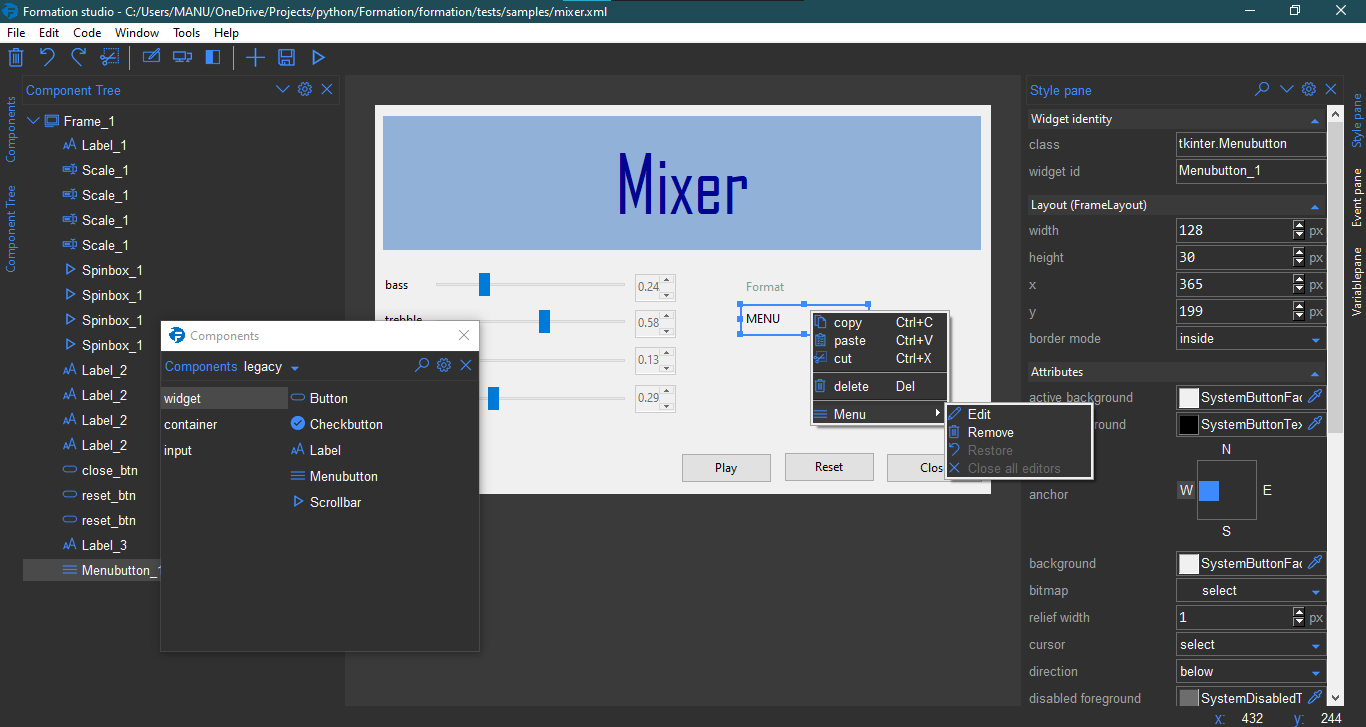 Formation studio - C:/Users/MANU/OneDrive/Projects/python/Formation/formation/tests/samples/mixer.xml
File Edit Code Window Tools Help
Components
Component Tree
Component Tree
Frame_1
Label_1
Scale_1
Scale_1
Scale_1
Scale_1
Spinbox_1
Spinbox_1
Spinbox_1
Spinbox_1
Label_2
Label_2
Label_2
Label_2
close_btn
reset_btn
reset_btn
Label_3
Menubutton_1
Components
Components legacy
widget
container
input
Button
Checkbutton
Label
Menubutton
Scrollbar
Mixer
bass 0.24
trebble 0.58
0.13
0.29
Format
MENU
Play Reset Clos
copy Ctrl+C
paste Ctrl+V
cut Ctrl+X
delete Del
Menu
Edit
Remove
Restore
Close all editors
Style pane
Widget identity
class tkinter.Menubutton
widget id Menubutton_1
Layout (FrameLayout)
width 128 px
height 30 px
x 365 px
y 199 px
border mode inside
Attributes
active background SystemButtonFac
ound SystemButtonTex
anchor N W E S
background SystemButtonFac
bitmap select
relief width 1 px
cursor select
direction below
disabled foreground SystemDisabledT
Style pane
Event pane
Variablepane
x: 432 y: 244